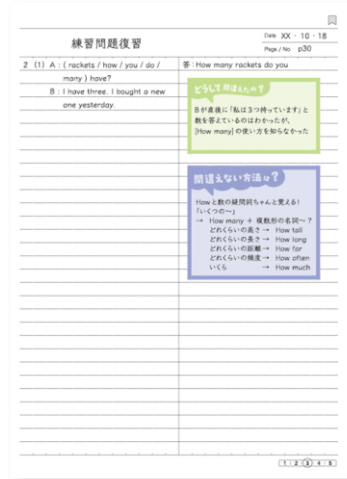 Date XX・10・18
練習問題復習
Page / No. p30
2 (1) A : ( rackets / how / you / do /
many ) have?
B : I have three. I bought a new
one yesterday.
答 : How many rackets do you
どうして間違えたの?
Bが直後に「私は3つ持っています」と
数を答えているのはわかったが、
[How many]の使い方を知らなかった
間違えない方法は?
Howと数の疑問詞ちゃんと覚える!
「いくつの〜」
→ How many + 複数形の名詞〜?
どれくらいの高さ→ How tall
どれくらいの長さ→ How long
どれくらいの距離→ How far
どれくらいの頻度→ How often
いくら → How much
1 2 3 4 5